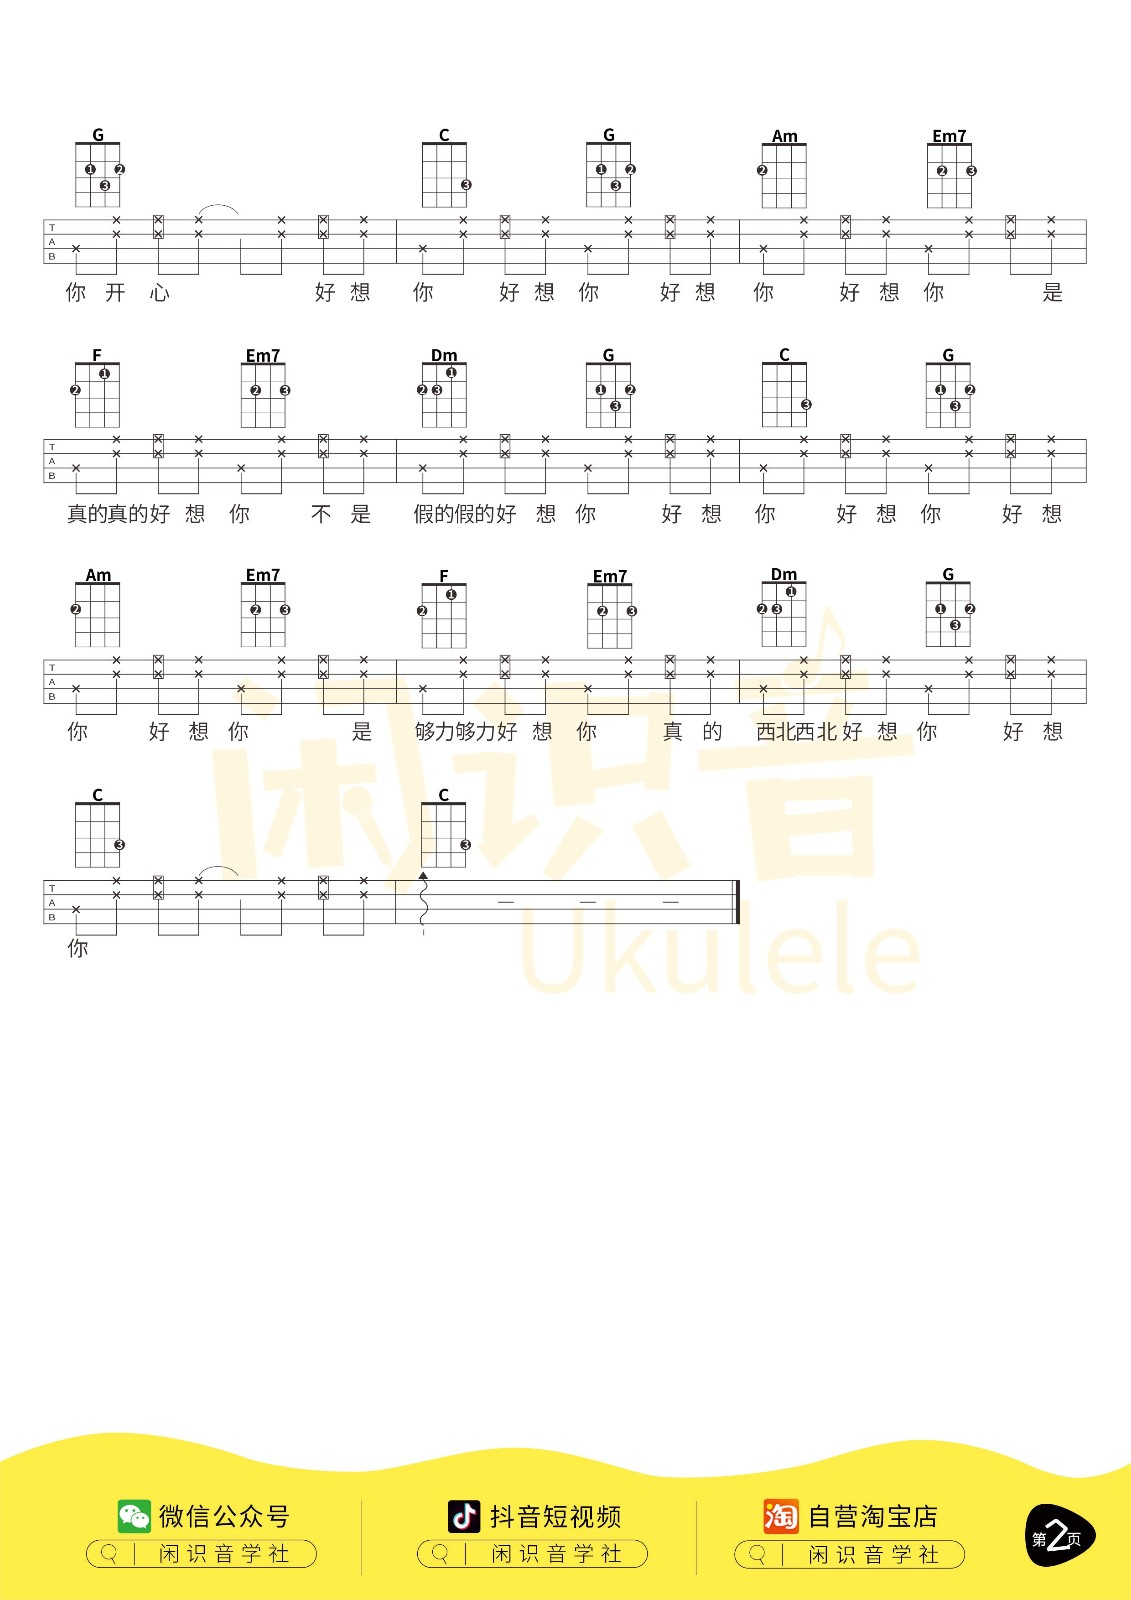 G C G Am Em7
你 开 心 好 想 你 好 想 你 好 想 你 好 想 你 是
F Em7 Dm G C G
真的真的好 想 你 不 是 假的假的好 想 你 好 想 你 好 想 你 好 想
Am Em7 F Em7 Dm G
你 好 想 你 是 够力够力好 想 你 真 的 西北西北 好 想 你 好 想
C C
你
闲识音
Ukulele
微信公众号 抖音短视频 自营淘宝店
闲识音学社 闲识音学社 闲识音学社
第2页